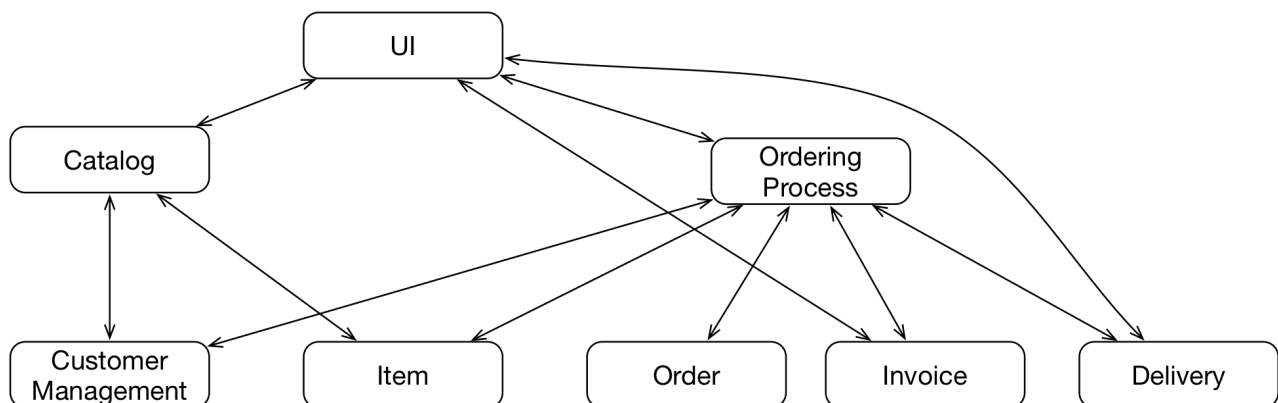 UI
Catalog
Ordering
Process
Customer
Management
Item
Order
Invoice
Delivery